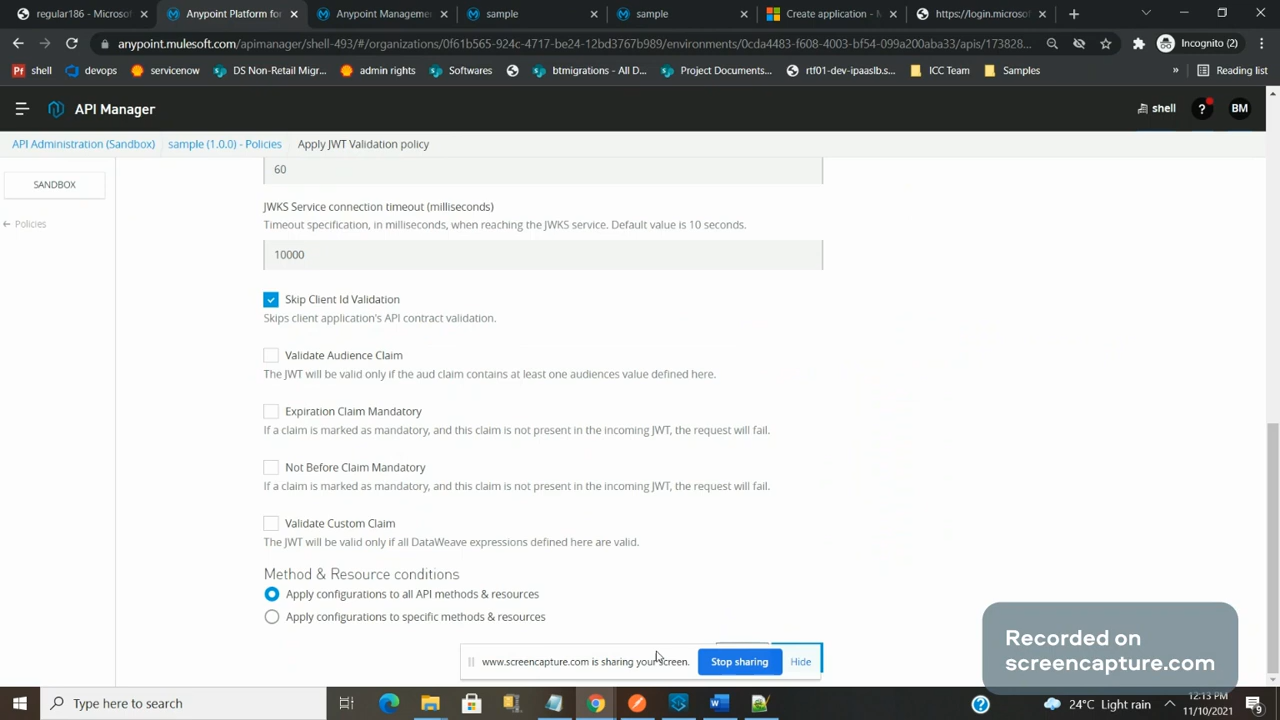 regular186 - Microsof
Anypoint Platform for
Anypoint Managemen
sample
sample
Create application - M
https://login.microsof
Incognito (2)
anypoint.mulesoft.com/apimanager/shell-493/#/organizations/0f61b565-924c-4717-be24-12bd3767b989/environments/0cda4483-f608-4003-bf54-099a200aba33/apis/173828...
shell
devops
servicenow
DS Non-Retail Migr...
admin rights
Softwares
btmigrations - All D...
Project Documents...
rtf01-dev-ipaaslb.s...
ICC Team
Samples
»
Reading list
API Manager
shell
?
BM
API Administration (Sandbox)
sample (1.0.0) - Policies
Apply JWT Validation policy
SANDBOX
← Policies
60
JWKS Service connection timeout (milliseconds)
Timeout specification, in milliseconds, when reaching the JWKS service. Default value is 10 seconds.
10000
Skip Client Id Validation
Skips client application's API contract validation.
Validate Audience Claim
The JWT will be valid only if the aud claim contains at least one audiences value defined here.
Expiration Claim Mandatory
If a claim is marked as mandatory, and this claim is not present in the incoming JWT, the request will fail.
Not Before Claim Mandatory
If a claim is marked as mandatory, and this claim is not present in the incoming JWT, the request will fail.
Validate Custom Claim
The JWT will be valid only if all DataWeave expressions defined here are valid.
Method & Resource conditions
Apply configurations to all API methods & resources
Apply configurations to specific methods & resources
www.screencapture.com is sharing your screen.
Stop sharing
Hide
Recorded on
screencapture.com
Type here to search
24°C Light rain
12:13 PM
11/10/2021
9